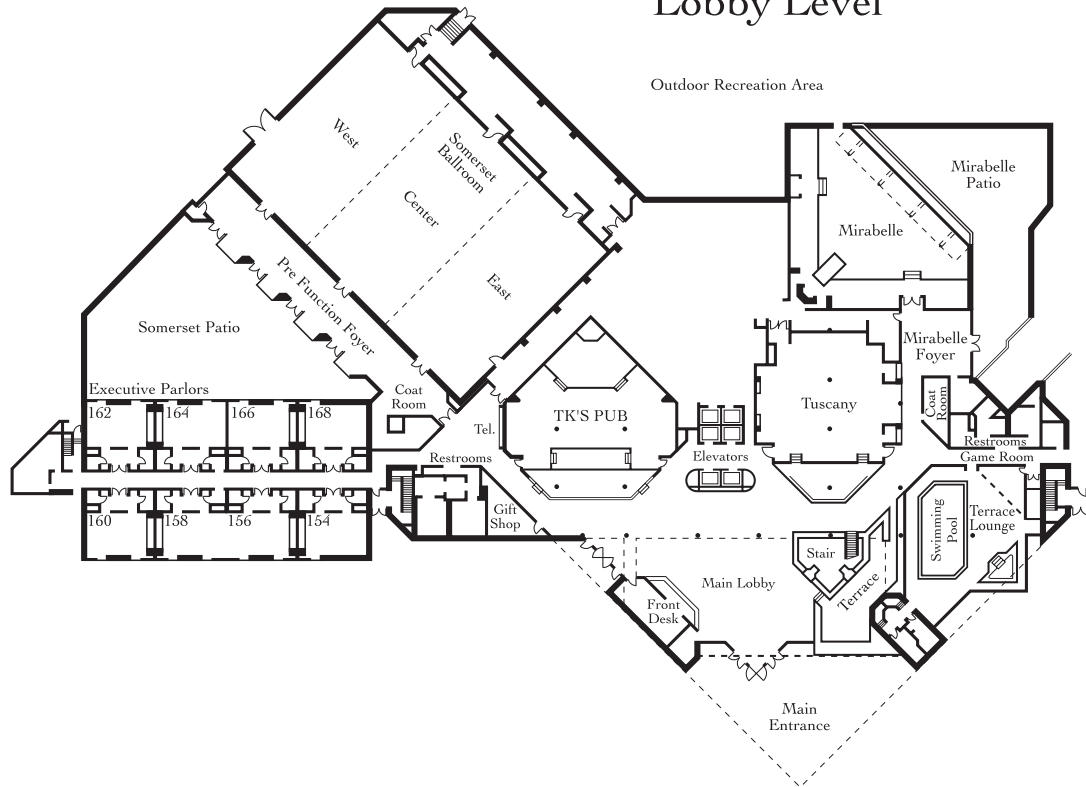 Lobby Level
Outdoor Recreation Area
West
Somerset
Ballroom
Center
East
Mirabelle
Patio
Mirabelle
Pre Function Foyer
Somerset Patio
Mirabelle
Foyer
Executive Parlors
162
164
166
168
Coat
Room
Tel.
TK'S PUB
Tuscany
Coat
Room
Restrooms
Game Room
Elevators
Restrooms
160
158
156
154
Gift
Shop
Swimming
Pool
Terrace
Lounge
Stair
Main Lobby
Terrace
Front
Desk
Main
Entrance